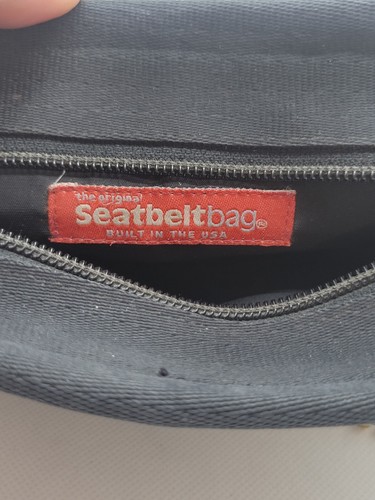 the original
Seatbeltbag®
BUILT IN THE USA